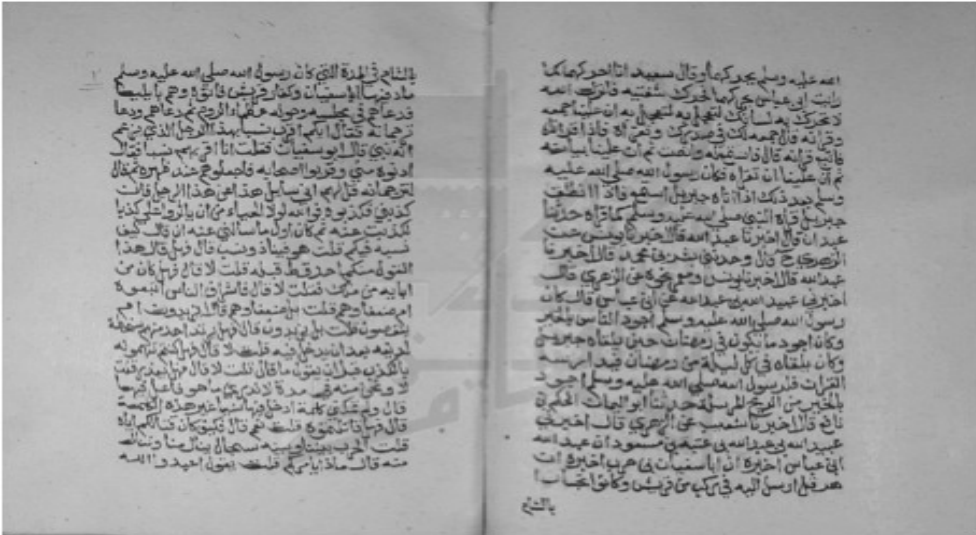 الله عليه وسلم يحركهما وقال سعيد انا احركهما كما
رايت ابن عباس يحركهما فحرك شفتيه فانزل الله
لا تحرك به لسانك لتعجل به ان علينا جمعه
وقرانه قال جمعه لك في صدرك وتقراه فاذا قراناه
فاتبع قرانه قال فاستمع له وانصت ثم ان علينا بيانه
ثم ان علينا ان تقراه فكان رسول الله صلى الله عليه
وسلم بعد ذلك اذا اتاه جبريل استمع فاذا انطلق
جبريل قراه النبي صلى الله عليه وسلم كما قراه حدثنا
عبدان قال اخبرنا عبد الله قال اخبرنا يونس عن
الزهري ح قال وحدثني بشر بن محمد قال اخبرنا
عبد الله قال اخبرنا يونس ومعمر نحوه عن الزهري قال
اخبرني عبيد الله بن عبد الله عن ابن عباس قال كان
رسول الله صلى الله عليه وسلم اجود الناس بالخير
وكان اجود ما يكون في رمضان حين يلقاه جبريل
وكان يلقاه في كل ليلة من رمضان فيدارسه
القران فلرسول الله صلى الله عليه وسلم اجود
بالخير من الريح المرسلة حدثنا ابو اليمان الحكم بن
نافع قال اخبرنا شعيب عن الزهري قال اخبرني
عبيد الله بن عبد الله بن عتبة بن مسعود ان عبد الله
ابن عباس اخبره ان ابا سفيان بن حرب اخبره ان
هرقل ارسل اليه في ركب من قريش وكانوا تجارا
بالشام
بالشام في المدة التي كان رسول الله صلى الله عليه وسلم
ماد فيها ابا سفيان وكفار قريش فاتوه وهم بايليا
فدعاهم في مجلسه وحوله عظماء الروم ثم دعاهم ودعا
ترجمانه فقال ايكم اقرب نسبا بهذا الرجل الذي يزعم
انه نبي قال ابو سفيان فقلت انا اقربهم نسبا فقال
ادنوه مني وقربوا اصحابه فاجعلوهم عند ظهره ثم قال
لترجمانه قل لهم اني سايل هذا عن هذا الرجل فان
كذبني فكذبوه فوالله لولا الحياء من ان ياثروا علي كذبا
لكذبت عنه ثم كان اول ما سالني عنه ان قال كيف
نسبه فيكم قلت هو فينا ذو نسب قال فهل قال هذا
القول منكم احد قط قبله قلت لا قال فهل كان من
ابايه من ملك قلت لا قال فاشراف الناس اتبعوه
ام ضعفاوهم قلت بل ضعفاوهم قال ايزيدون ام
ينقصون قلت بل يزيدون قال فهل يرتد احد منهم سخطة
لدينه بعد ان يدخل فيه قلت لا قال فهل كنتم تتهمونه
بالكذب قبل ان يقول ما قال قلت لا قال فهل يغدر قلت
لا ونحن منه في مدة لا ندري ما هو فاعل فيها
قال ولم تمكني كلمة ادخل فيها شيا غير هذه الكلمة
قال فهل قاتلتموه قلت نعم قال فكيف كان قتالكم اياه
قلت الحرب بيننا وبينه سجال ينال منا وننال
منه قال ماذا يامركم قلت يقول اعبدوا الله